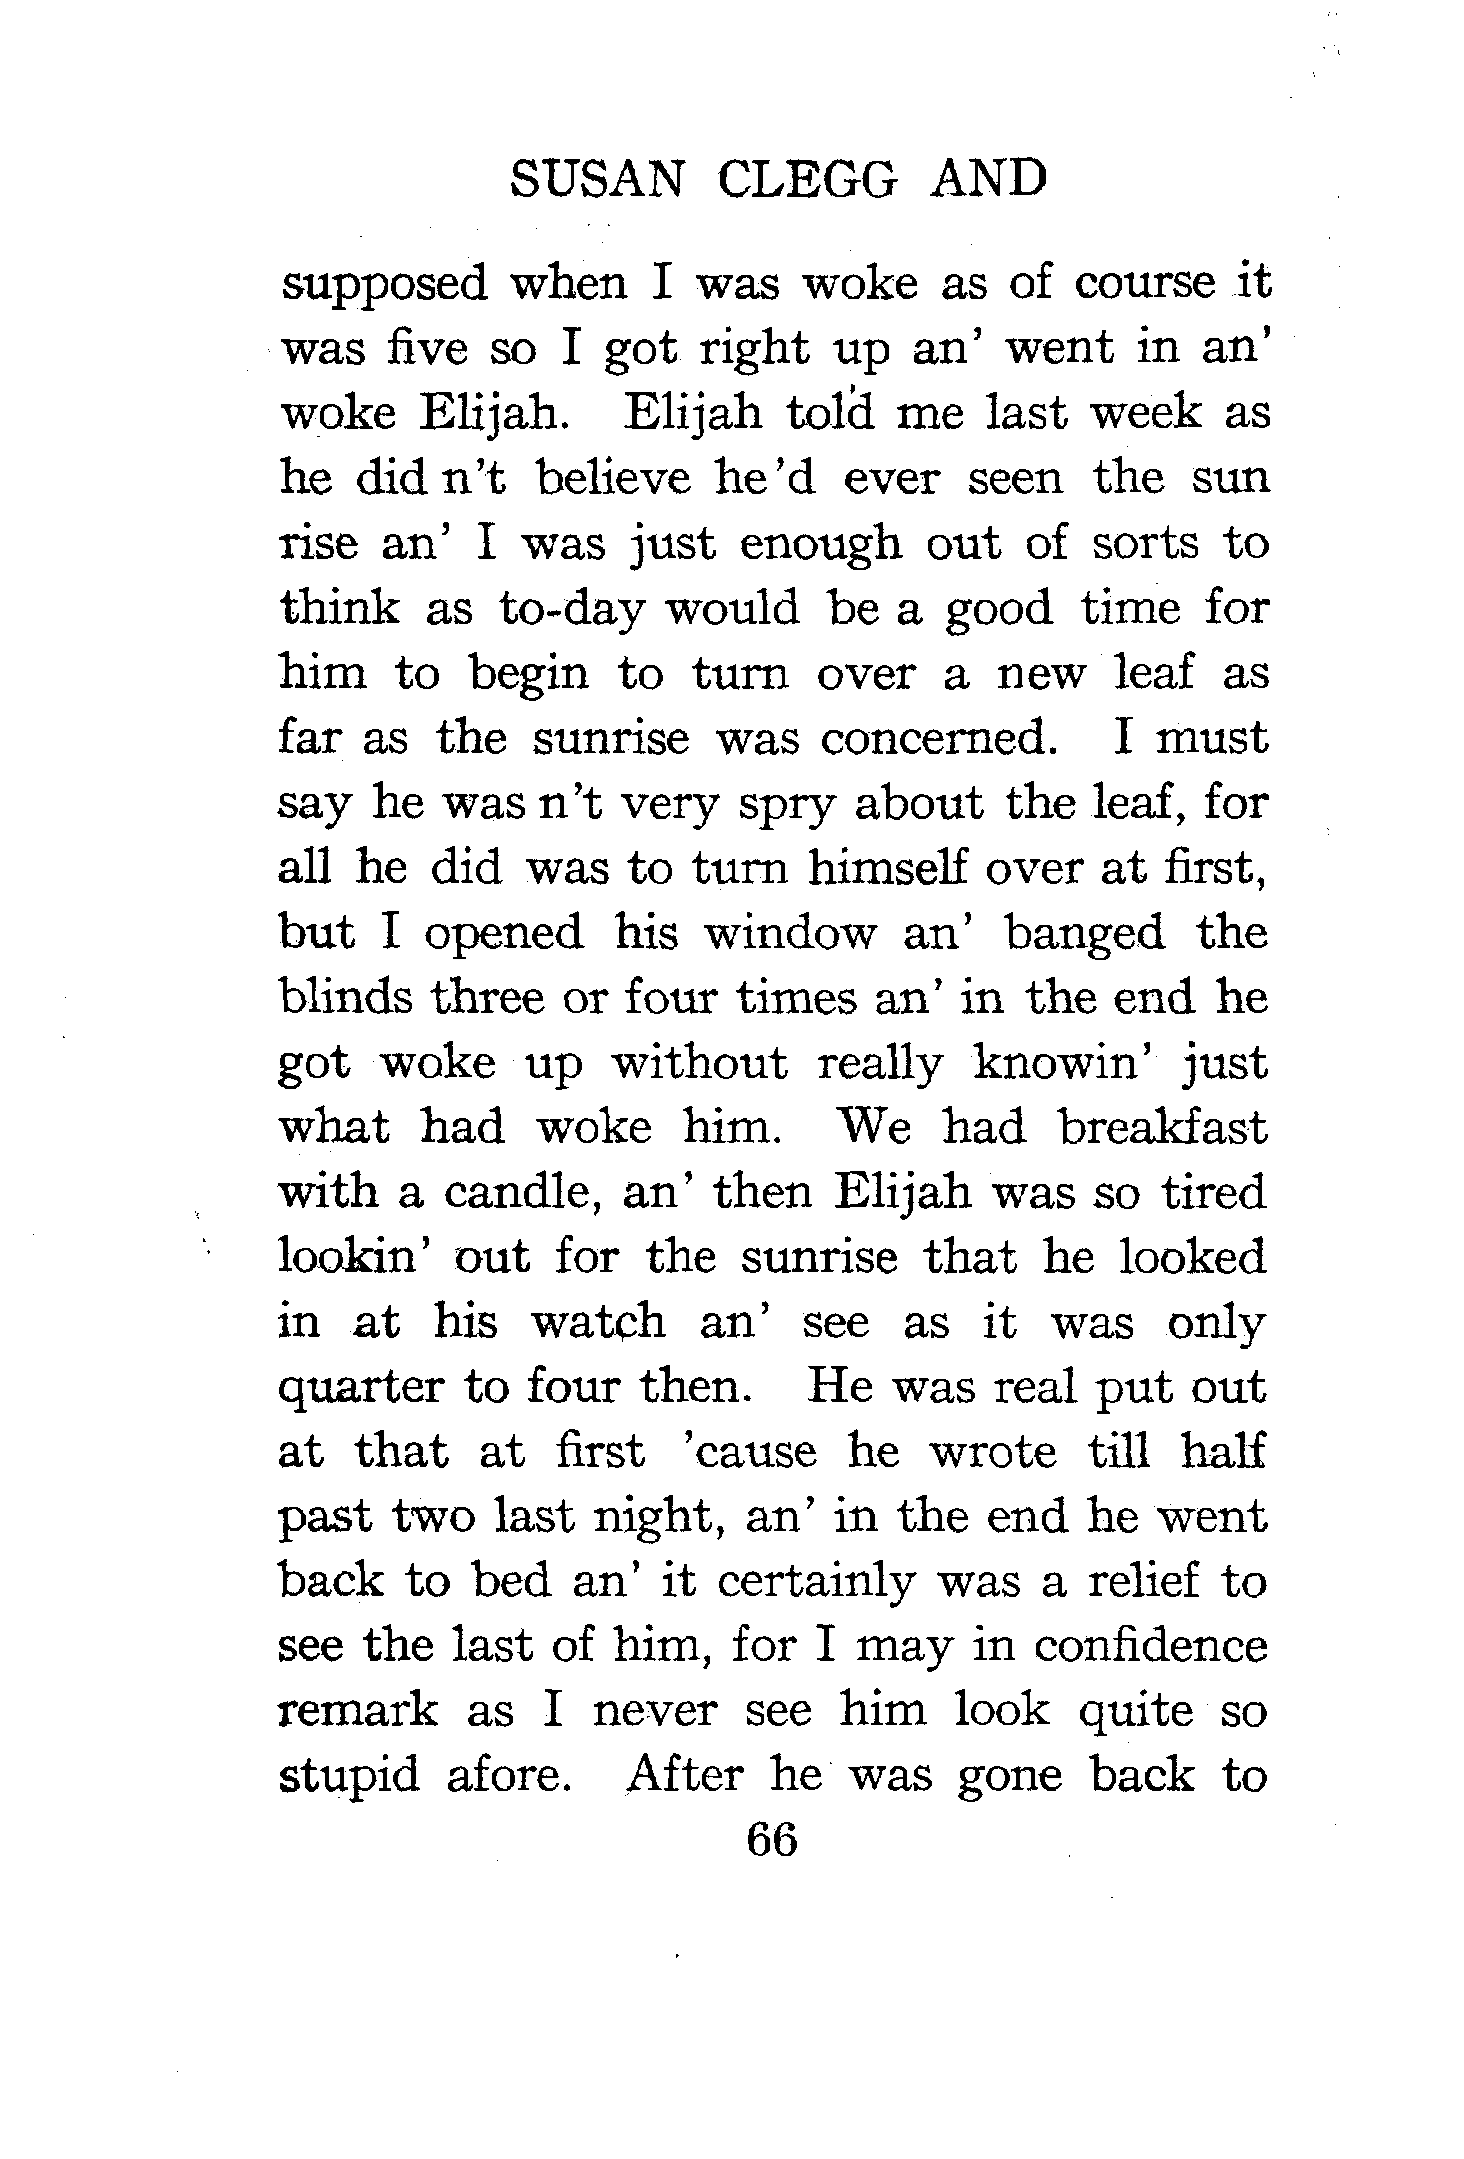 SUSAN CLEGG AND
supposed when I was woke as of course it
was five so I got right up an' went in an'
woke Elijah. Elijah told me last week as
he did n't believe he 'd ever seen the sun
rise an' I was just enough out of sorts to
think as to-day would be a good time for
him to begin to turn over a new leaf as
far as the sunrise was concerned. I must
say he was n't very spry about the leaf, for
all he did was to turn himself over at first,
but I opened his window an' banged the
blinds three or four times an' in the end he
got woke up without really knowin' just
what had woke him. We had breakfast
with a candle, an' then Elijah was so tired
lookin' out for the sunrise that he looked
in at his watch an' see as it was only
quarter to four then. He was real put out
at that at first 'cause he wrote till half
past two last night, an' in the end he went
back to bed an' it certainly was a relief to
see the last of him, for I may in confidence
remark as I never see him look quite so
stupid afore. After he was gone back to
66